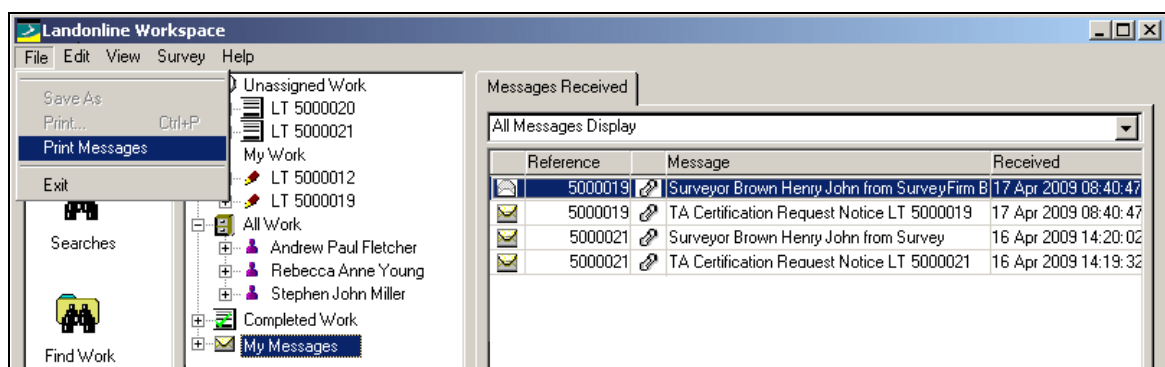 Landonline Workspace
File Edit View Survey Help
Save As
Print... Ctrl+P
Print Messages
Exit
Searches
Find Work
Unassigned Work
LT 5000020
LT 5000021
My Work
LT 5000012
LT 5000019
All Work
Andrew Paul Fletcher
Rebecca Anne Young
Stephen John Miller
Completed Work
My Messages
Messages Received
All Messages Display
Reference Message Received
5000019 Surveyor Brown Henry John from SurveyFirm B 17 Apr 2009 08:40:47
5000019 TA Certification Request Notice LT 5000019 17 Apr 2009 08:40:47
5000021 Surveyor Brown Henry John from Survey 16 Apr 2009 14:20:02
5000021 TA Certification Request Notice LT 5000021 16 Apr 2009 14:19:32